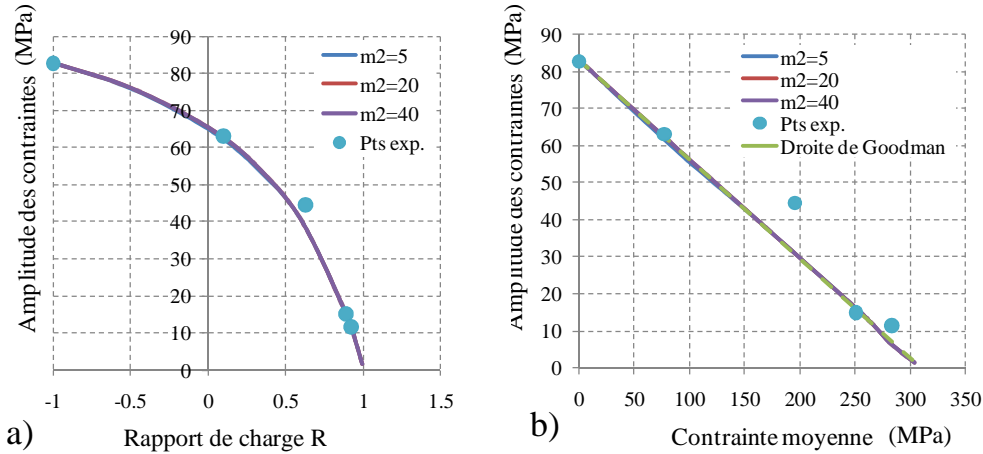 Amplitude des contraintes (MPa)
90
80
70
60
50
40
30
20
10
0
-1
-0.5
0
0.5
1
1.5
m2=5
m2=20
m2=40
Pts exp.
Rapport de charge R
a)
Amplitude des contraintes (MPa)
90
80
70
60
50
40
30
20
10
0
0
50
100
150
200
250
300
350
m2=5
m2=20
m2=40
Pts exp.
Droite de Goodman
Contrainte moyenne (MPa)
b)